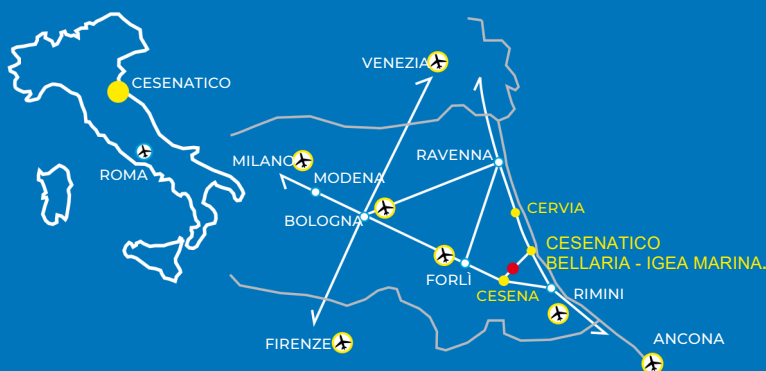 CESENATICO
ROMA
VENEZIA
MILANO
MODENA
RAVENNA
BOLOGNA
CERVIA
CESENATICO
BELLARIA - IGEA MARINA.
FORLÌ
CESENA
RIMINI
FIRENZE
ANCONA